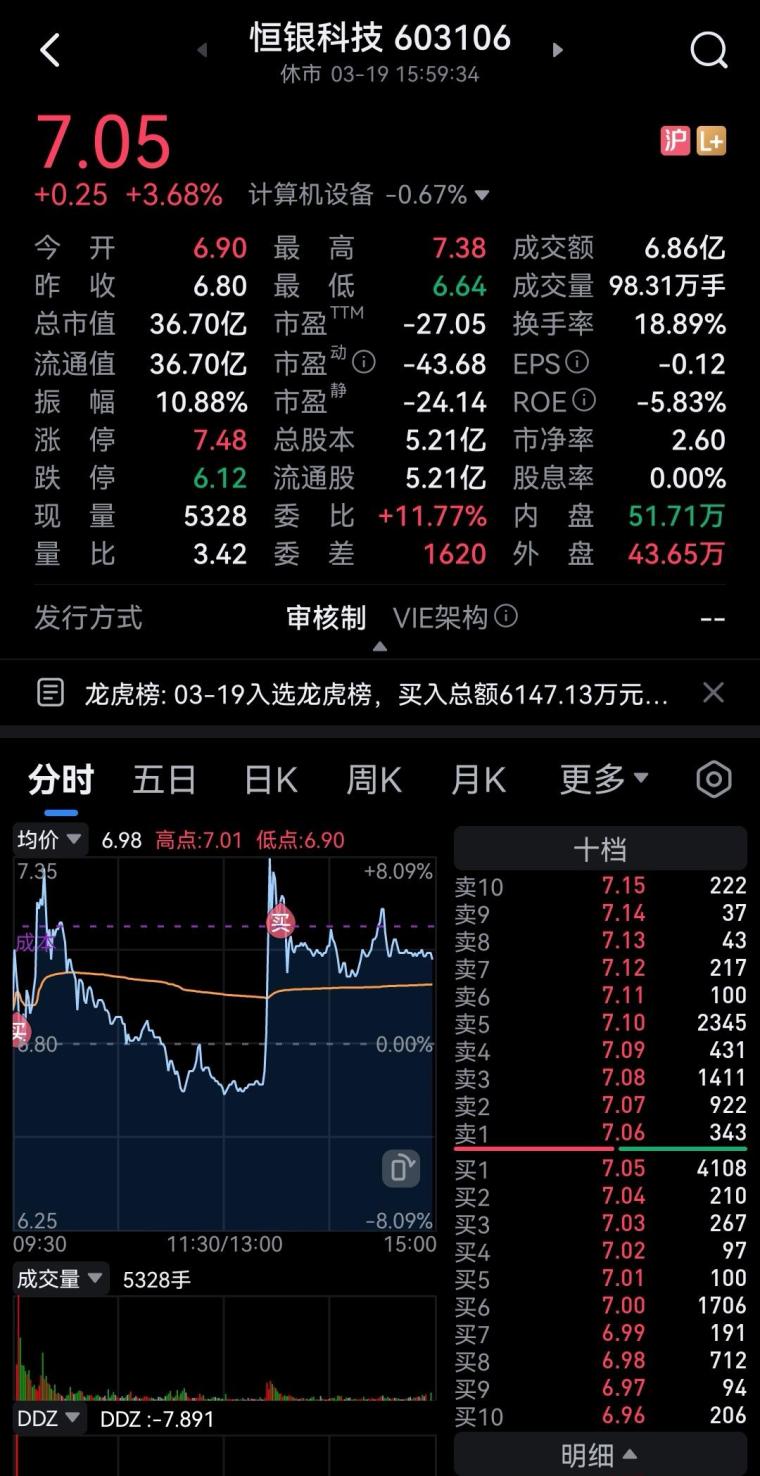 恒银科技 603106
休市 03-19 15:59:34
7.05
沪 L+
+0.25 +3.68% 计算机设备 -0.67%
今开 6.90 最高 7.38 成交额 6.86亿
昨收 6.80 最低 6.64 成交量 98.31万手
总市值 36.70亿 市盈TTM -27.05 换手率 18.89%
流通值 36.70亿 市盈动 -43.68 EPS -0.12
振幅 10.88% 市盈静 -24.14 ROE -5.83%
涨停 7.48 总股本 5.21亿 市净率 2.60
跌停 6.12 流通股 5.21亿 股息率 0.00%
现量 5328 委比 +11.77% 内盘 51.71万
量比 3.42 委差 1620 外盘 43.65万
发行方式 审核制 VIE架构 --
龙虎榜: 03-19入选龙虎榜，买入总额6147.13万元...
分时 五日 日K 周K 月K 更多
均价 6.98 高点:7.01 低点:6.90
7.35 +8.09%
买
成本
买
6.80 0.00%
6.25 -8.09%
09:30 11:30/13:00 15:00
成交量 5328手
DDZ DDZ:-7.891
十档
卖10 7.15 222
卖9 7.14 37
卖8 7.13 43
卖7 7.12 217
卖6 7.11 100
卖5 7.10 2345
卖4 7.09 431
卖3 7.08 1411
卖2 7.07 922
卖1 7.06 343
买1 7.05 4108
买2 7.04 210
买3 7.03 267
买4 7.02 97
买5 7.01 100
买6 7.00 1706
买7 6.99 191
买8 6.98 712
买9 6.97 94
买10 6.96 206
明细